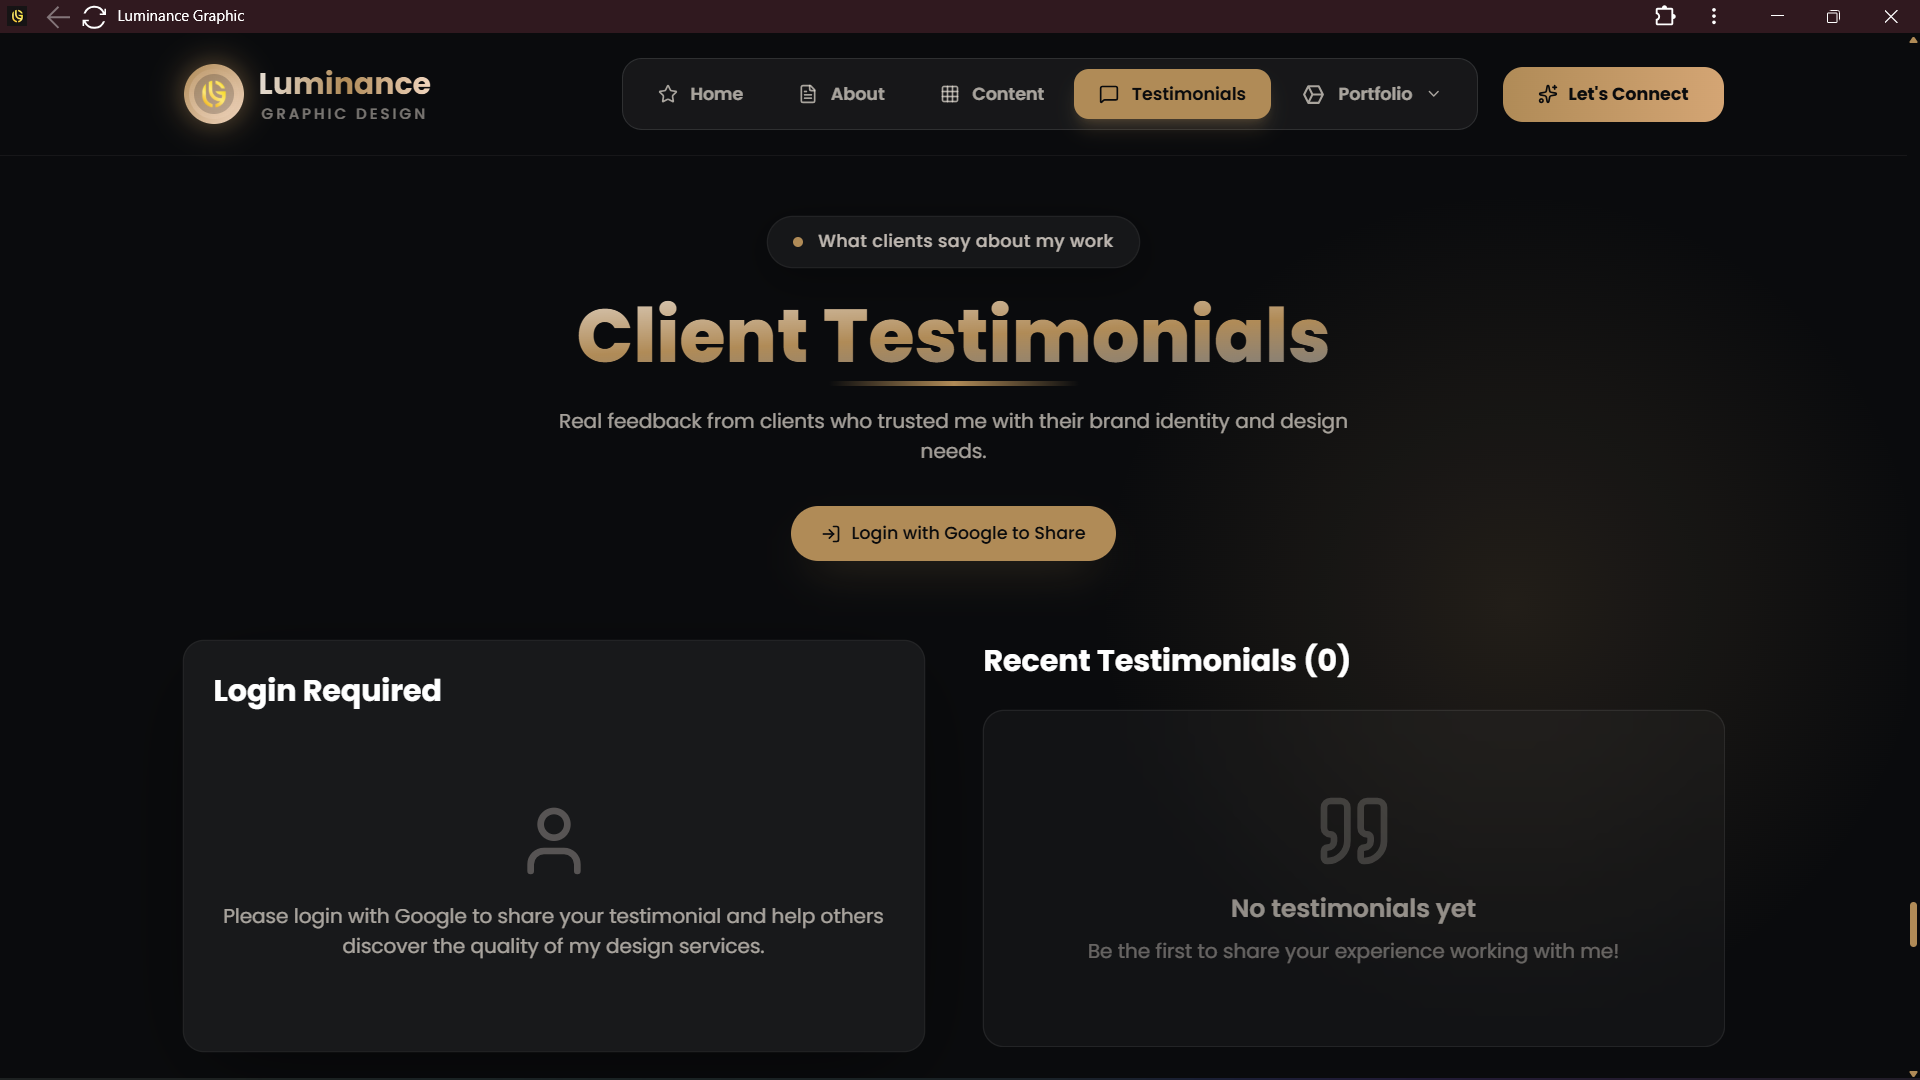 Luminance Graphic
Luminance
GRAPHIC DESIGN
Home
About
Content
Testimonials
Portfolio
Let's Connect
What clients say about my work
Client Testimonials
Real feedback from clients who trusted me with their brand identity and design
needs.
Login with Google to Share
Login Required
Please login with Google to share your testimonial and help others
discover the quality of my design services.
Recent Testimonials (0)
No testimonials yet
Be the first to share your experience working with me!